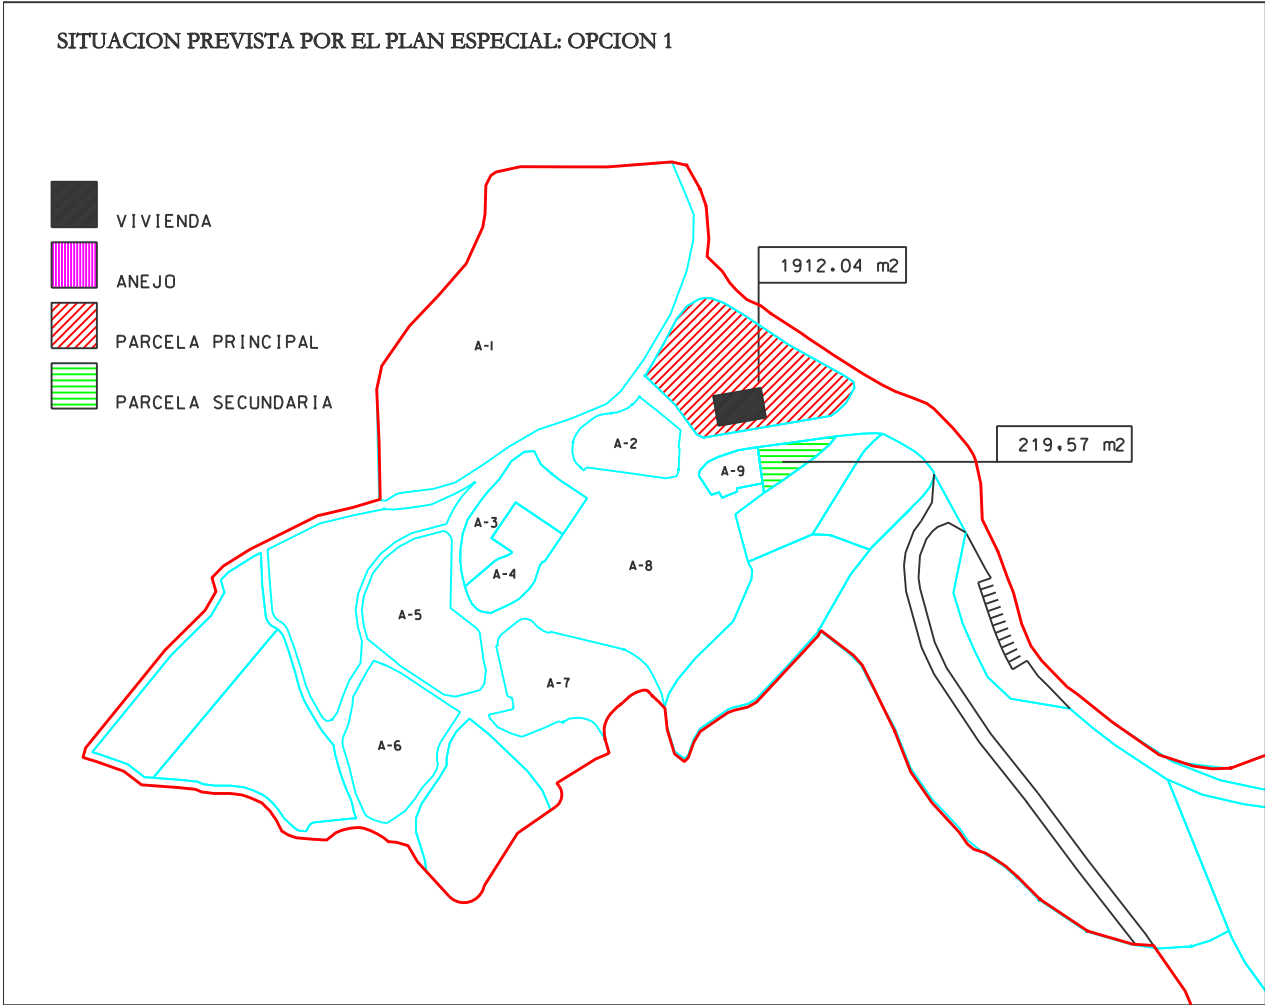 SITUACION PREVISTA POR EL PLAN ESPECIAL: OPCION 1
VIVIENDA
ANEJO
PARCELA PRINCIPAL
PARCELA SECUNDARIA
1912.04 m2
A-1
A-2
219.57 m2
A-9
A-3
A-8
A-4
A-5
A-7
A-6